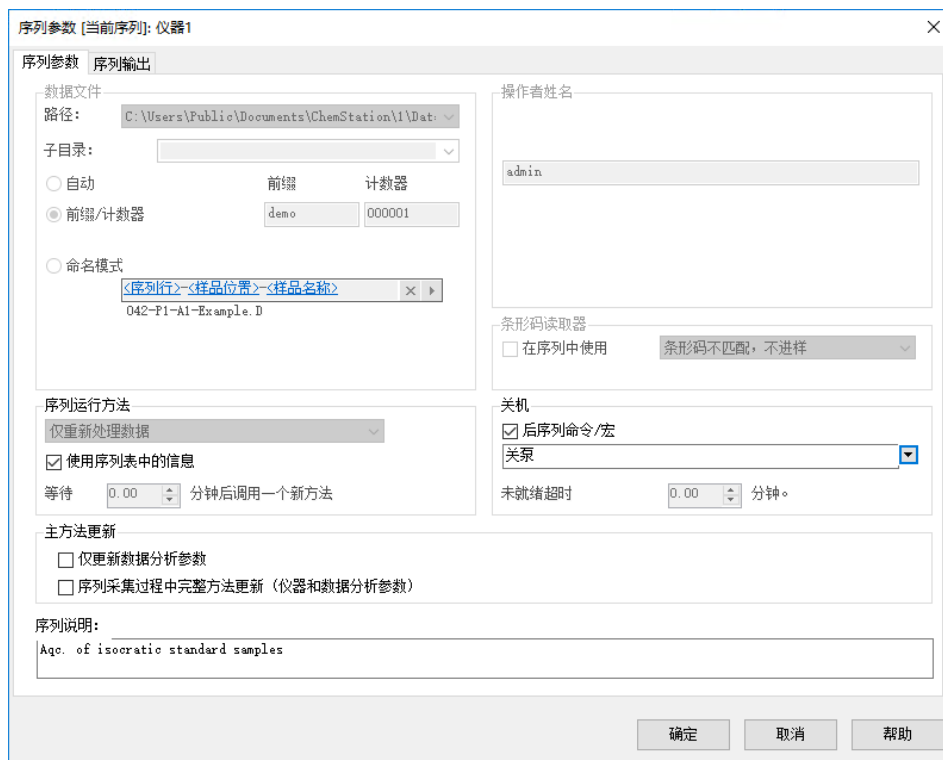 序列参数 [当前序列]: 仪器1
序列参数 序列输出
数据文件
路径: C:\Users\Public\Documents\ChemStation\1\Dat
子目录:
自动 前缀 计数器
前缀/计数器 demo 000001
命名模式
<序列行>-<样品位置>-<样品名称>
042-P1-A1-Example.D
操作者姓名
admin
条形码读取器
在序列中使用 条形码不匹配，不进样
序列运行方法
仅重新处理数据
使用序列表中的信息
等待 0.00 分钟后调用一个新方法
关机
后序列命令/宏
关泵
未就绪超时 0.00 分钟。
主方法更新
仅更新数据分析参数
序列采集过程中完整方法更新（仪器和数据分析参数）
序列说明:
Aqc. of isocratic standard samples
确定 取消 帮助